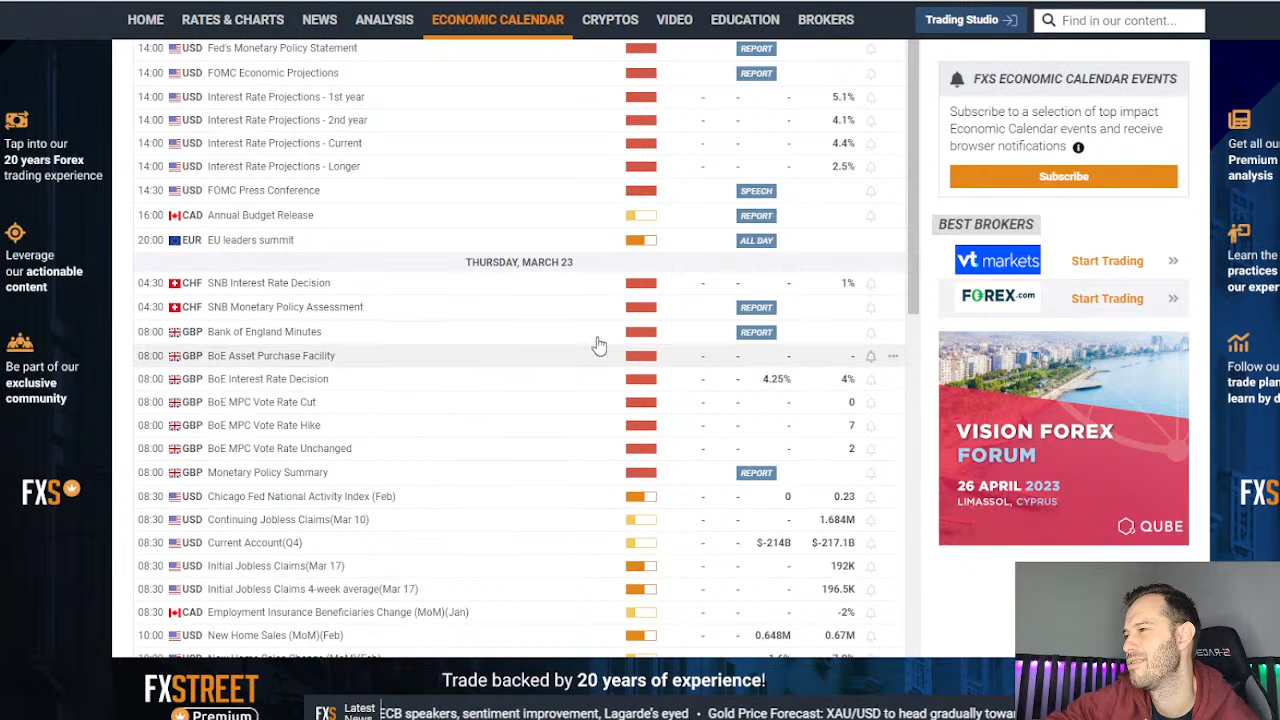 HOME RATES & CHARTS NEWS ANALYSIS ECONOMIC CALENDAR CRYPTOS VIDEO EDUCATION BROKERS Trading Studio Find in our content...
14:00 USD Fed's Monetary Policy Statement REPORT
14:00 USD FOMC Economic Projections REPORT
14:00 USD Interest Rate Projections - 1st year - - - 5.1%
14:00 USD Interest Rate Projections - 2nd year - - - 4.1%
14:00 USD Interest Rate Projections - Current - - - 4.4%
14:00 USD Interest Rate Projections - Longer - - - 2.5%
14:30 USD FOMC Press Conference SPEECH
16:00 CAD Annual Budget Release REPORT
20:00 EUR EU leaders summit ALL DAY
THURSDAY, MARCH 23
04:30 CHF SNB Interest Rate Decision - - - 1%
04:30 CHF SNB Monetary Policy Assessment REPORT
08:00 GBP Bank of England Minutes REPORT
08:00 GBP BoE Asset Purchase Facility - - - -
08:00 GBP BoE Interest Rate Decision - - 4.25% 4%
08:00 GBP BoE MPC Vote Rate Cut - - - 0
08:00 GBP BoE MPC Vote Rate Hike - - - 7
08:00 GBP BoE MPC Vote Rate Unchanged - - - 2
08:00 GBP Monetary Policy Summary REPORT
08:30 USD Chicago Fed National Activity Index (Feb) - - 0 0.23
08:30 USD Continuing Jobless Claims(Mar 10) - - - 1.684M
08:30 USD Current Account(Q4) - - $-214B $-217.1B
08:30 USD Initial Jobless Claims(Mar 17) - - - 192K
08:30 USD Initial Jobless Claims 4-week average(Mar 17) - - - 196.5K
08:30 CAD Employment Insurance Beneficiaries Change (MoM)(Jan) - - - -2%
10:00 USD New Home Sales (MoM)(Feb) - - 0.648M 0.67M
Tap into our
20 years Forex
trading experience
Leverage
our actionable
content
Be part of our
exclusive
community
FXS
FXS ECONOMIC CALENDAR EVENTS
Subscribe to a selection of top impact
Economic Calendar events and receive
browser notifications
Subscribe
BEST BROKERS
vt markets Start Trading
FOREX.com Start Trading
VISION FOREX
FORUM
26 APRIL 2023
LIMASSOL, CYPRUS
QUBE
Get all ou
Premium
analysis
Learn the
practices
our exper
Follow ou
trade plan
learn by d
FXS
FXSTREET
Premium
Trade backed by 20 years of experience!
FXS Latest
News
ECB speakers, sentiment improvement, Lagarde's eyed • Gold Price Forecast: XAU/USD to head gradually towar